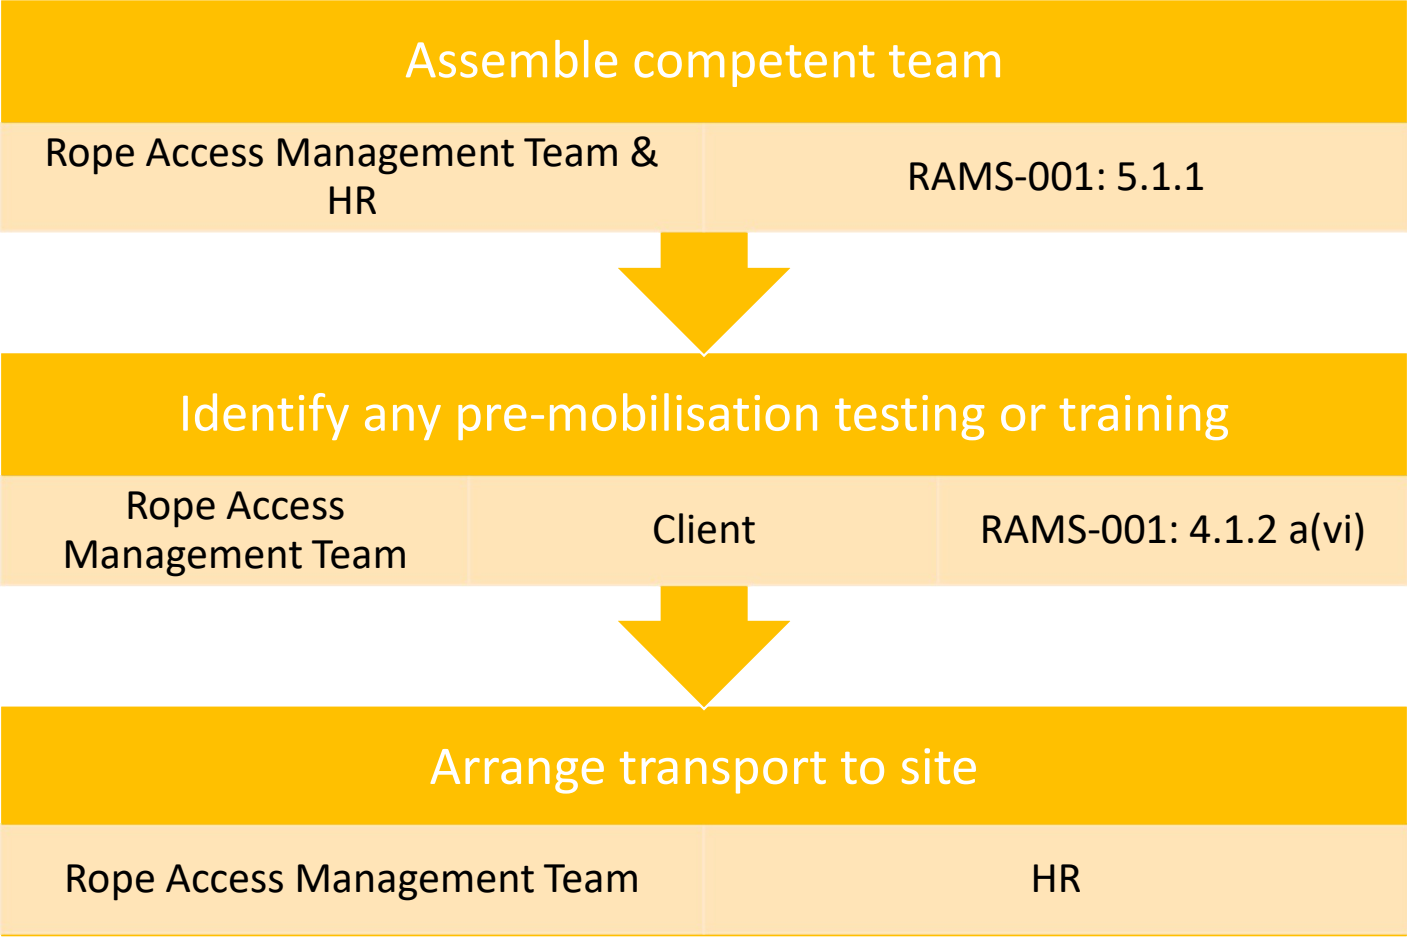 Assemble competent team
Rope Access Management Team &
HR
RAMS-001: 5.1.1
Identify any pre-mobilisation testing or training
Rope Access
Management Team
Client
RAMS-001: 4.1.2 a(vi)
Arrange transport to site
Rope Access Management Team
HR